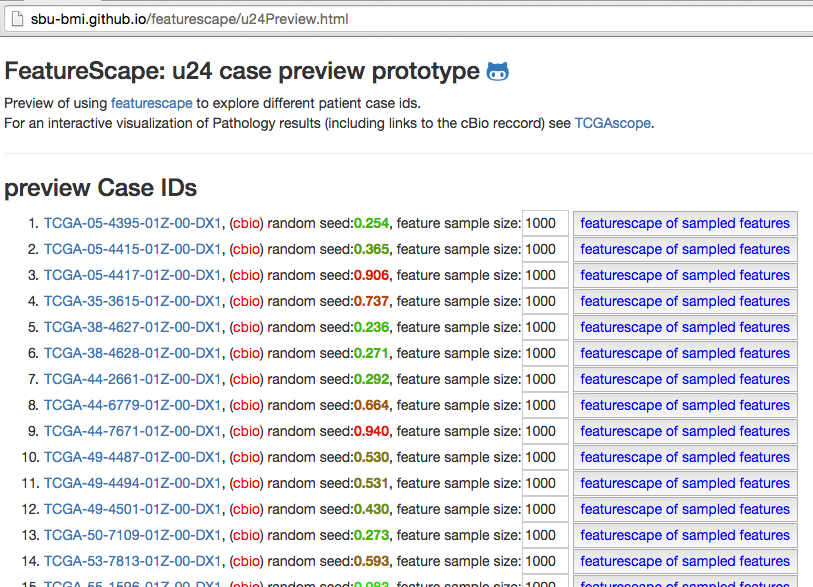 sbu-bmi.github.io/featurescape/u24Preview.html
FeatureScape: u24 case preview prototype
Preview of using featurescape to explore different patient case ids.
For an interactive visualization of Pathology results (including links to the cBio reccord) see TCGAscope.
preview Case IDs
1. TCGA-05-4395-01Z-00-DX1, (cbio) random seed:0.254, feature sample size: 1000 featurescape of sampled features
2. TCGA-05-4415-01Z-00-DX1, (cbio) random seed:0.365, feature sample size: 1000 featurescape of sampled features
3. TCGA-05-4417-01Z-00-DX1, (cbio) random seed:0.906, feature sample size: 1000 featurescape of sampled features
4. TCGA-35-3615-01Z-00-DX1, (cbio) random seed:0.737, feature sample size: 1000 featurescape of sampled features
5. TCGA-38-4627-01Z-00-DX1, (cbio) random seed:0.236, feature sample size: 1000 featurescape of sampled features
6. TCGA-38-4628-01Z-00-DX1, (cbio) random seed:0.271, feature sample size: 1000 featurescape of sampled features
7. TCGA-44-2661-01Z-00-DX1, (cbio) random seed:0.292, feature sample size: 1000 featurescape of sampled features
8. TCGA-44-6779-01Z-00-DX1, (cbio) random seed:0.664, feature sample size: 1000 featurescape of sampled features
9. TCGA-44-7671-01Z-00-DX1, (cbio) random seed:0.940, feature sample size: 1000 featurescape of sampled features
10. TCGA-49-4487-01Z-00-DX1, (cbio) random seed:0.530, feature sample size: 1000 featurescape of sampled features
11. TCGA-49-4494-01Z-00-DX1, (cbio) random seed:0.531, feature sample size: 1000 featurescape of sampled features
12. TCGA-49-4501-01Z-00-DX1, (cbio) random seed:0.430, feature sample size: 1000 featurescape of sampled features
13. TCGA-50-7109-01Z-00-DX1, (cbio) random seed:0.273, feature sample size: 1000 featurescape of sampled features
14. TCGA-53-7813-01Z-00-DX1, (cbio) random seed:0.593, feature sample size: 1000 featurescape of sampled features
15. TCGA-55-1596-01Z-00-DX1, (cbio) random seed:0.083, feature sample size: 1000 featurescape of sampled features